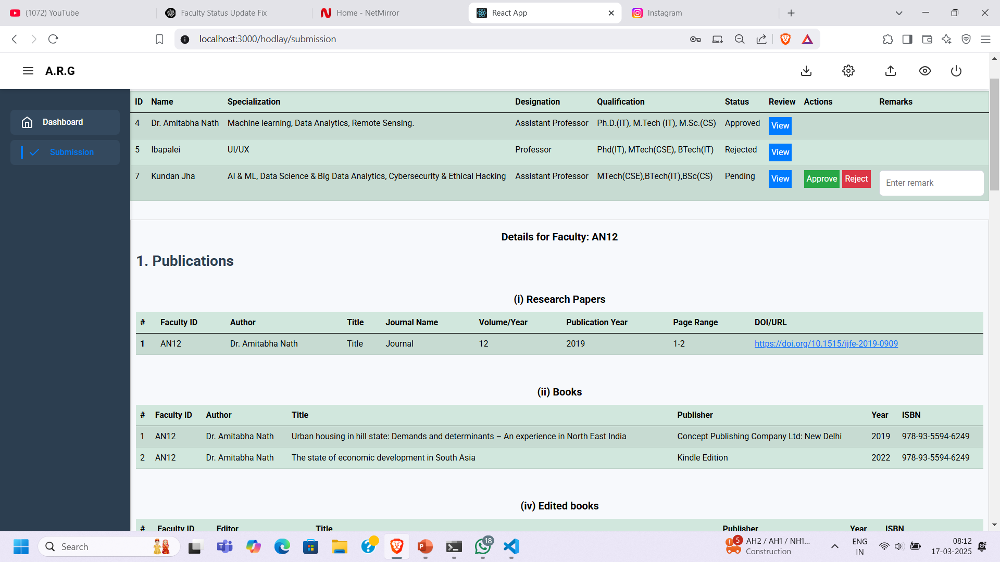 (1072) YouTube
Faculty Status Update Fix
Home - NetMirror
React App
Instagram
localhost:3000/hodlay/submission
A.R.G
Dashboard
Submission
ID Name Specialization Designation Qualification Status Review Actions Remarks
4 Dr. Amitabha Nath Machine learning, Data Analytics, Remote Sensing. Assistant Professor Ph.D.(IT), M.Tech (IT), M.Sc.(CS) Approved View
5 Ibapalei UI/UX Professor Phd(IT), MTech(CSE), BTech(IT) Rejected View
7 Kundan Jha AI & ML, Data Science & Big Data Analytics, Cybersecurity & Ethical Hacking Assistant Professor MTech(CSE),BTech(IT),BSc(CS) Pending View Approve Reject Enter remark
Details for Faculty: AN12
1. Publications
(i) Research Papers
# Faculty ID Author Title Journal Name Volume/Year Publication Year Page Range DOI/URL
1 AN12 Dr. Amitabha Nath Title Journal 12 2019 1-2 https://doi.org/10.1515/ijfe-2019-0909
(ii) Books
# Faculty ID Author Title Publisher Year ISBN
1 AN12 Dr. Amitabha Nath Urban housing in hill state: Demands and determinants – An experience in North East India Concept Publishing Company Ltd: New Delhi 2019 978-93-5594-6249
2 AN12 Dr. Amitabha Nath The state of economic development in South Asia Kindle Edition 2022 978-93-5594-6249
(iv) Edited books
# Faculty ID Editor Title Publisher Year ISBN
Search
18
5
AH2 / AH1 / NH1...
Construction
ENG
IN
08:12
17-03-2025